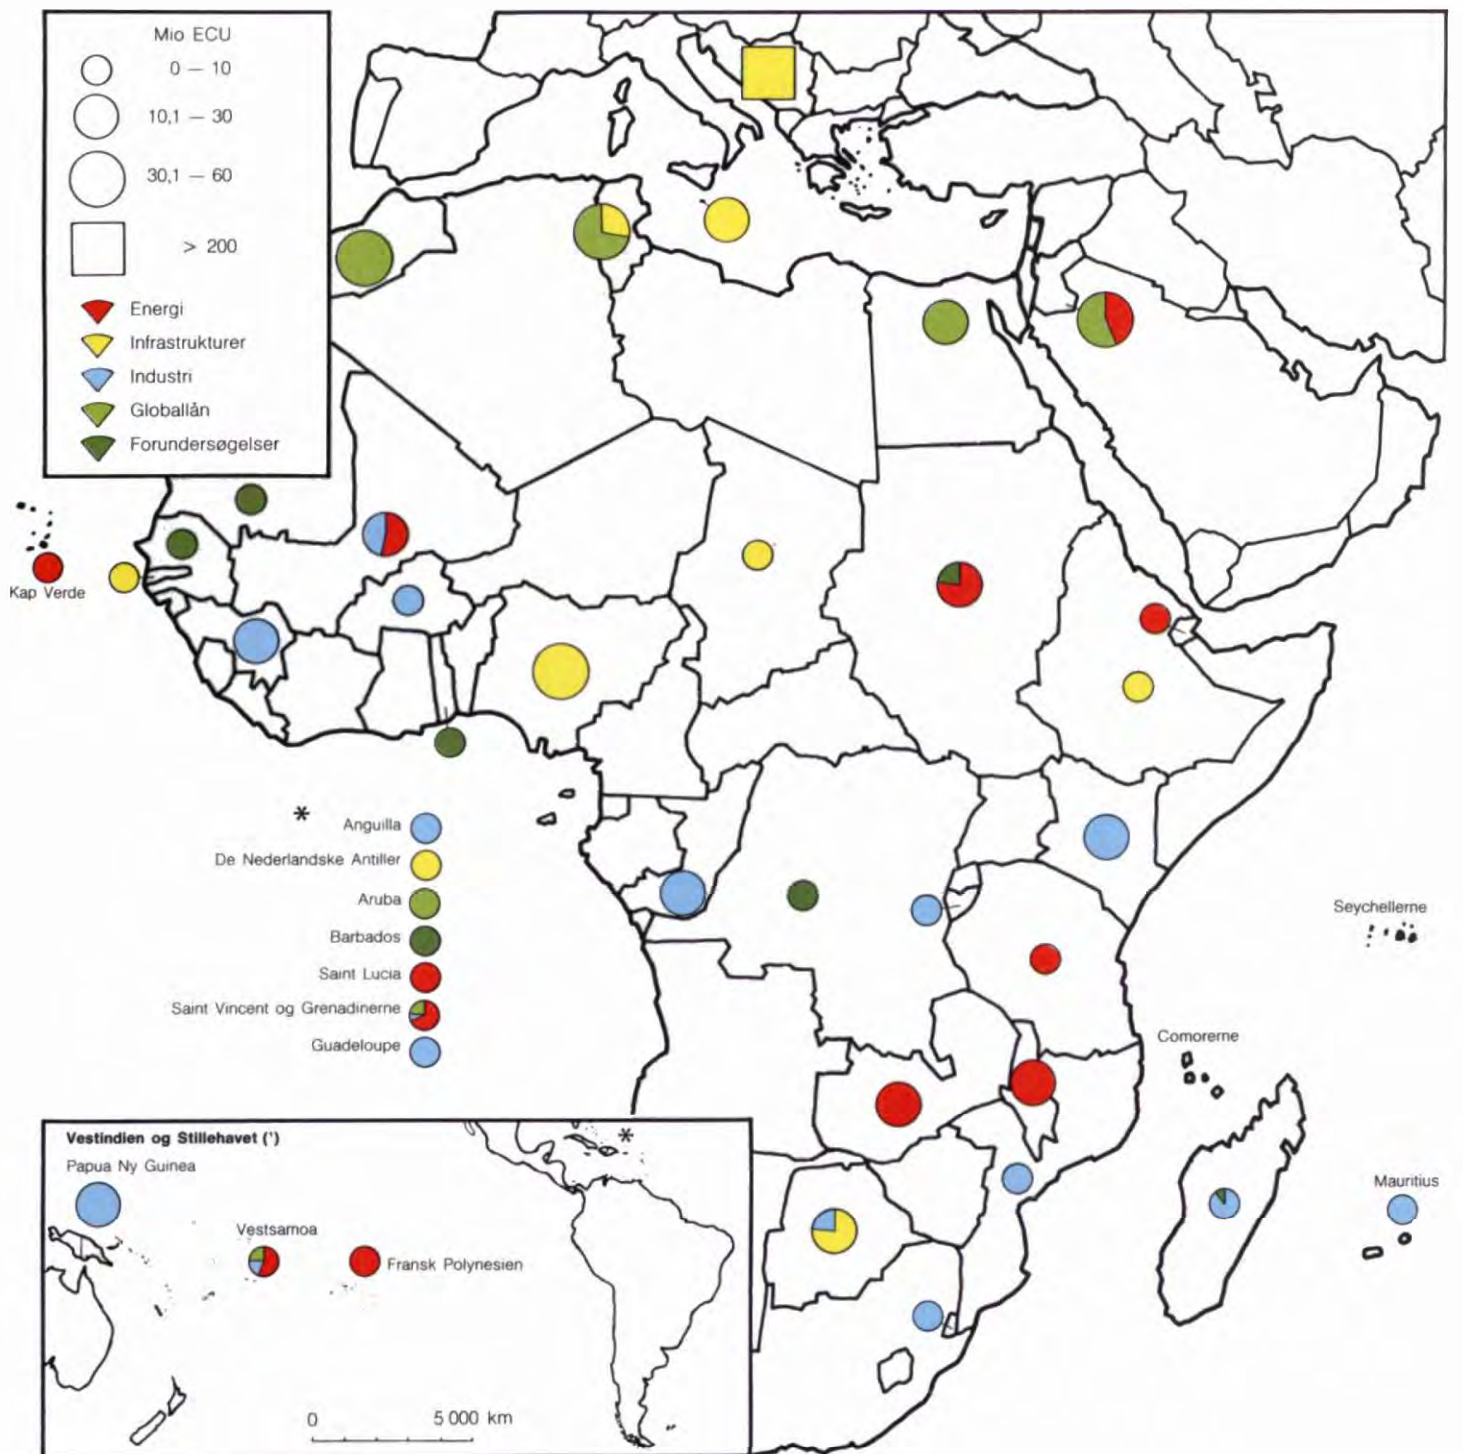 Mio ECU
0 — 10
10,1 — 30
30,1 — 60
> 200
Energi
Infrastrukturer
Industri
Globallån
Forundersøgelser
Kap Verde
*
Anguilla
De Nederlandske Antiller
Aruba
Barbados
Saint Lucia
Saint Vincent og Grenadinerne
Guadeloupe
Seychellerne
Comorerne
Mauritius
Vestindien og Stillehavet (*)
*
Papua Ny Guinea
Vestsamoa
Fransk Polynesien
0 5 000 km